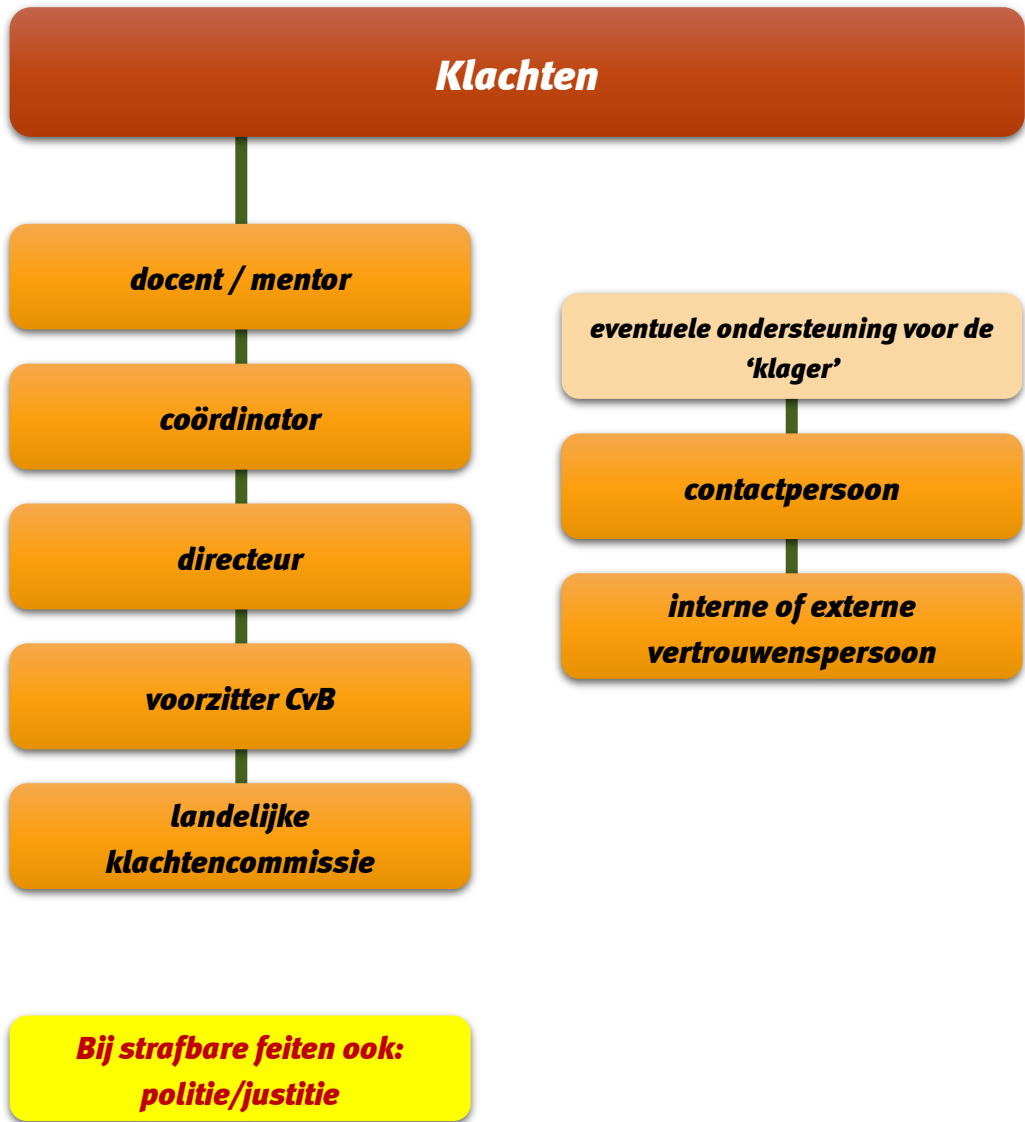 Klachten
docent / mentor
coördinator
directeur
voorzitter CvB
landelijke
klachtencommissie
eventuele ondersteuning voor de
‘klager’
contactpersoon
interne of externe
vertrouwenspersoon
Bij strafbare feiten ook:
politie/justitie